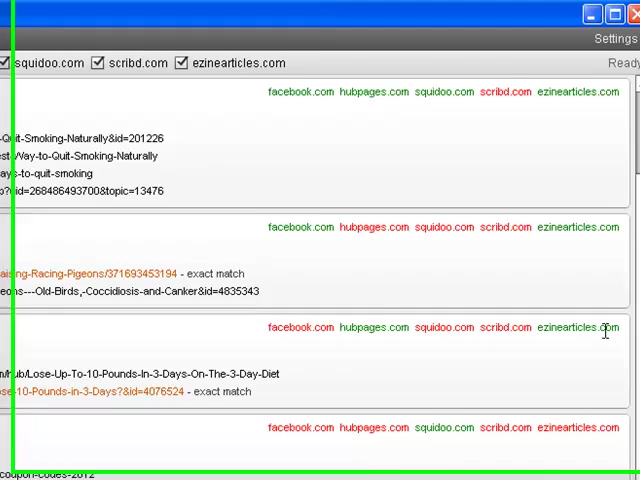 Settings
squidoo.com scribd.com ezinearticles.com Ready
facebook.com hubpages.com squidoo.com scribd.com ezinearticles.com
-Quit-Smoking-Naturally&id=201226
est-Way-to-Quit-Smoking-Naturally
ays-to-quit-smoking
p?uid=268486493700&topic=13476
facebook.com hubpages.com squidoo.com scribd.com ezinearticles.com
aising-Racing-Pigeons/371693453194 - exact match
eons---Old-Birds,-Coccidiosis-and-Canker&id=4835343
facebook.com hubpages.com squidoo.com scribd.com ezinearticles.com
n/hub/Lose-Up-To-10-Pounds-In-3-Days-On-The-3-Day-Diet
ose-10-Pounds-in-3-Days?&id=4076524 - exact match
facebook.com hubpages.com squidoo.com scribd.com ezinearticles.com
coupon-codes-2012